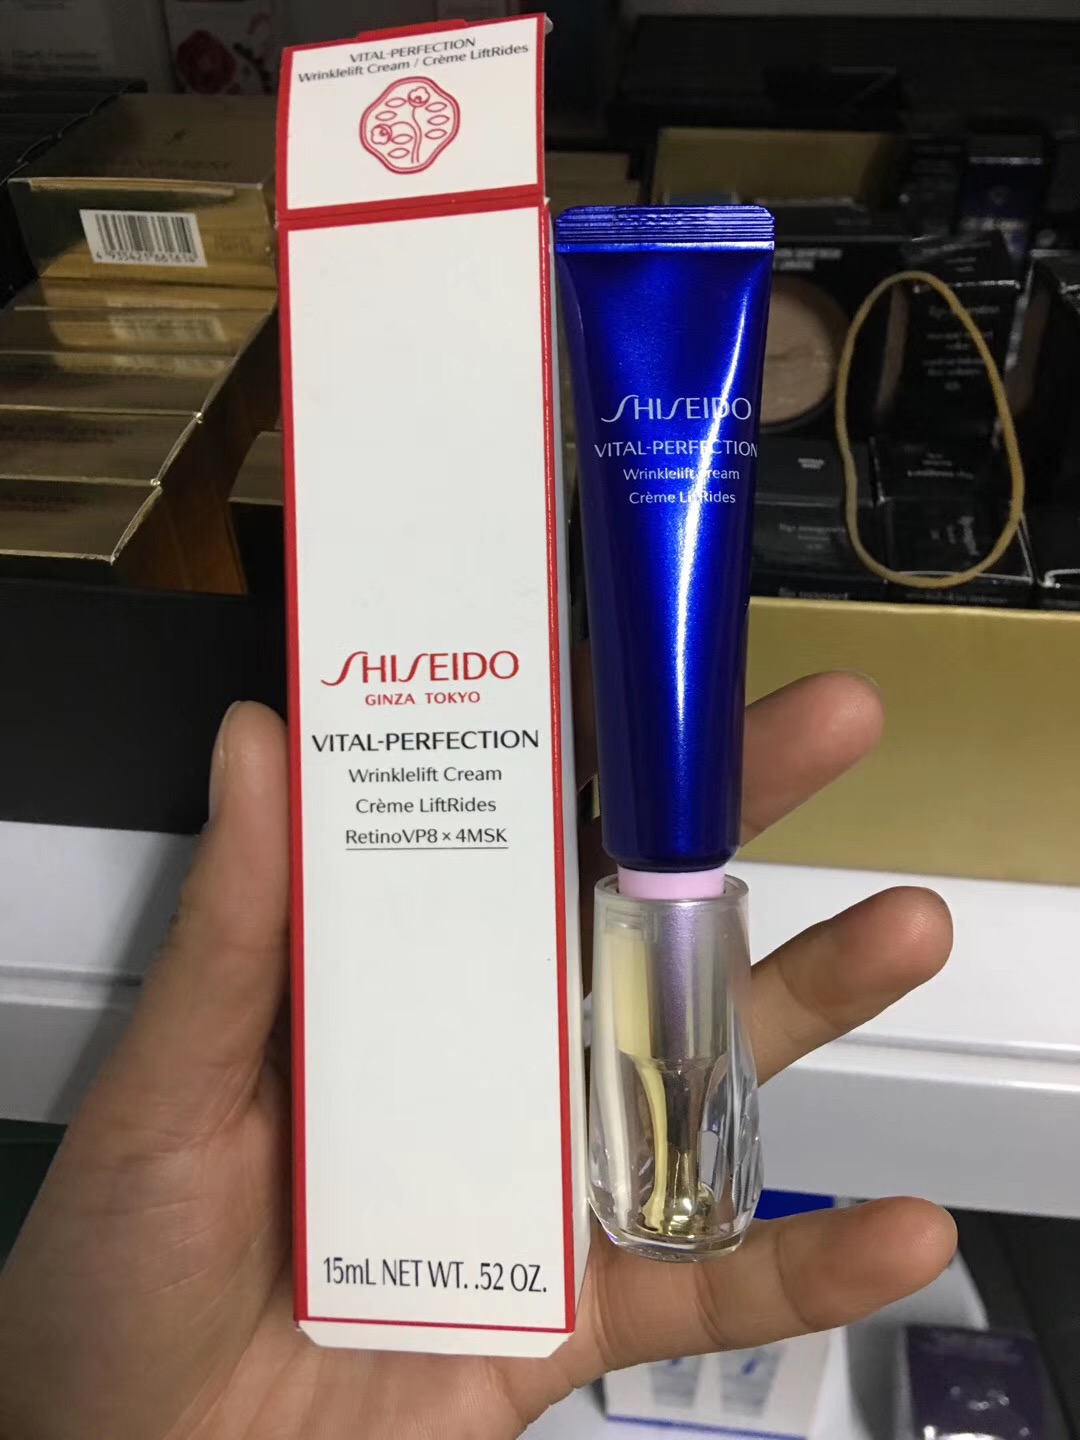 VITAL-PERFECTION
Wrinklelift Cream / Crème LiftRides
SHISEIDO
GINZA TOKYO
VITAL-PERFECTION
Wrinklelift Cream
Crème LiftRides
RetinoVP8 × 4MSK
15mL NET WT. .52 OZ.
SHISEIDO
VITAL-PERFECTION
Wrinklelift Cream
Crème LiftRides